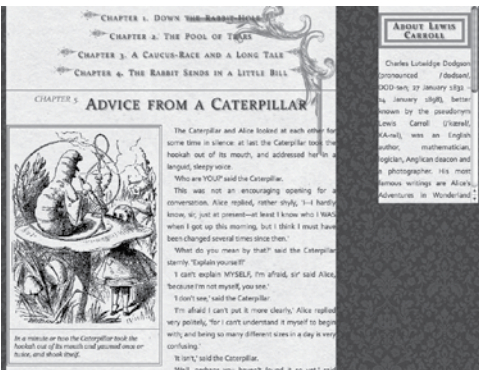 CHAPTER 1. DOWN THE RABBIT-HOLE
CHAPTER 2. THE POOL OF TEARS
CHAPTER 3. A CAUCUS-RACE AND A LONG TALE
CHAPTER 4. THE RABBIT SENDS IN A LITTLE BILL
CHAPTER 5. ADVICE FROM A CATERPILLAR
The Caterpillar and Alice looked at each other for
some time in silence: at last the Caterpillar took the
hookah out of its mouth, and addressed her in a
languid, sleepy voice.
'Who are YOU?' said the Caterpillar.
This was not an encouraging opening for a
conversation. Alice replied, rather shyly, 'I—I hardly
know, sir, just at present—at least I know who I WAS
when I got up this morning, but I think I must have
been changed several times since then.'
'What do you mean by that?' said the Caterpillar
sternly. 'Explain yourself!'
'I can't explain MYSELF, I'm afraid, sir' said Alice,
'because I'm not myself, you see.'
'I don't see,' said the Caterpillar.
'I'm afraid I can't put it more clearly,' Alice replied
very politely, 'for I can't understand it myself to begin
with; and being so many different sizes in a day is very
confusing.'
'It isn't,' said the Caterpillar.
'Well, perhaps you haven't found it so yet,' said
In a minute or two the Caterpillar took the
hookah out of its mouth and yawned once or
twice, and shook itself.
ABOUT LEWIS
CARROLL
Charles Lutwidge Dodgson
(pronounced
27 January 1832 –
14 January 1898), better
known by the pseudonym
Lewis Carroll
was an English
author, mathematician,
logician, Anglican deacon and
a photographer. His most
famous writings are Alice's
Adventures in Wonderland